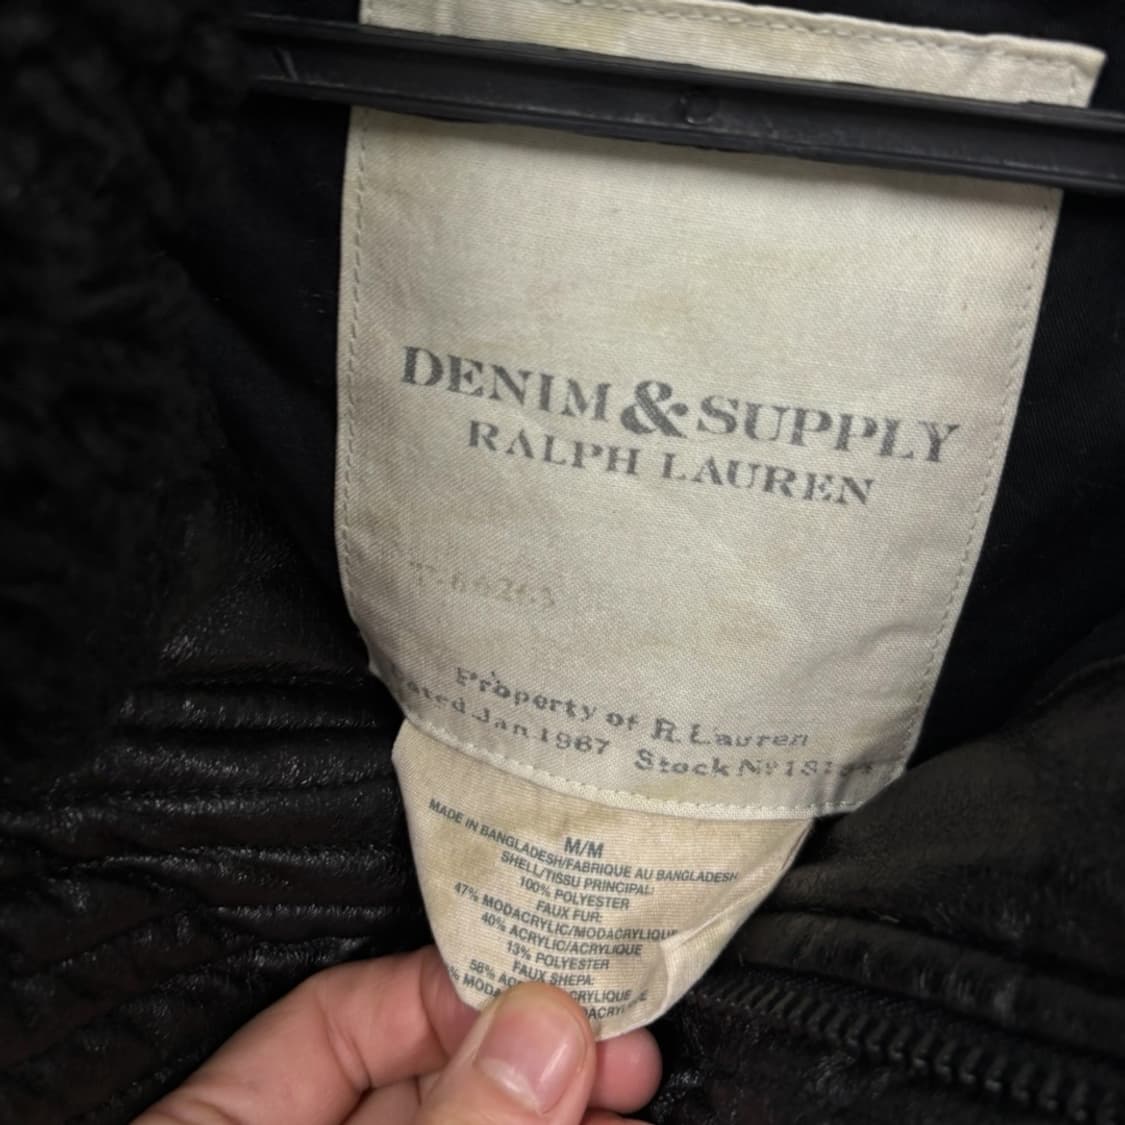 DENIM & SUPPLY
RALPH LAUREN
Property of R. Lauren
Jan 1967 Stock Nº
M/M
MADE IN BANGLADESH/FABRIQUE AU BANGLADESH
SHELL/TISSU PRINCIPAL:
100% POLYESTER
FAUX FUR:
47% MODACRYLIC/MODACRYLIQUE
40% ACRYLIC/ACRYLIQUE
13% POLYESTER
FAUX SHEPA: